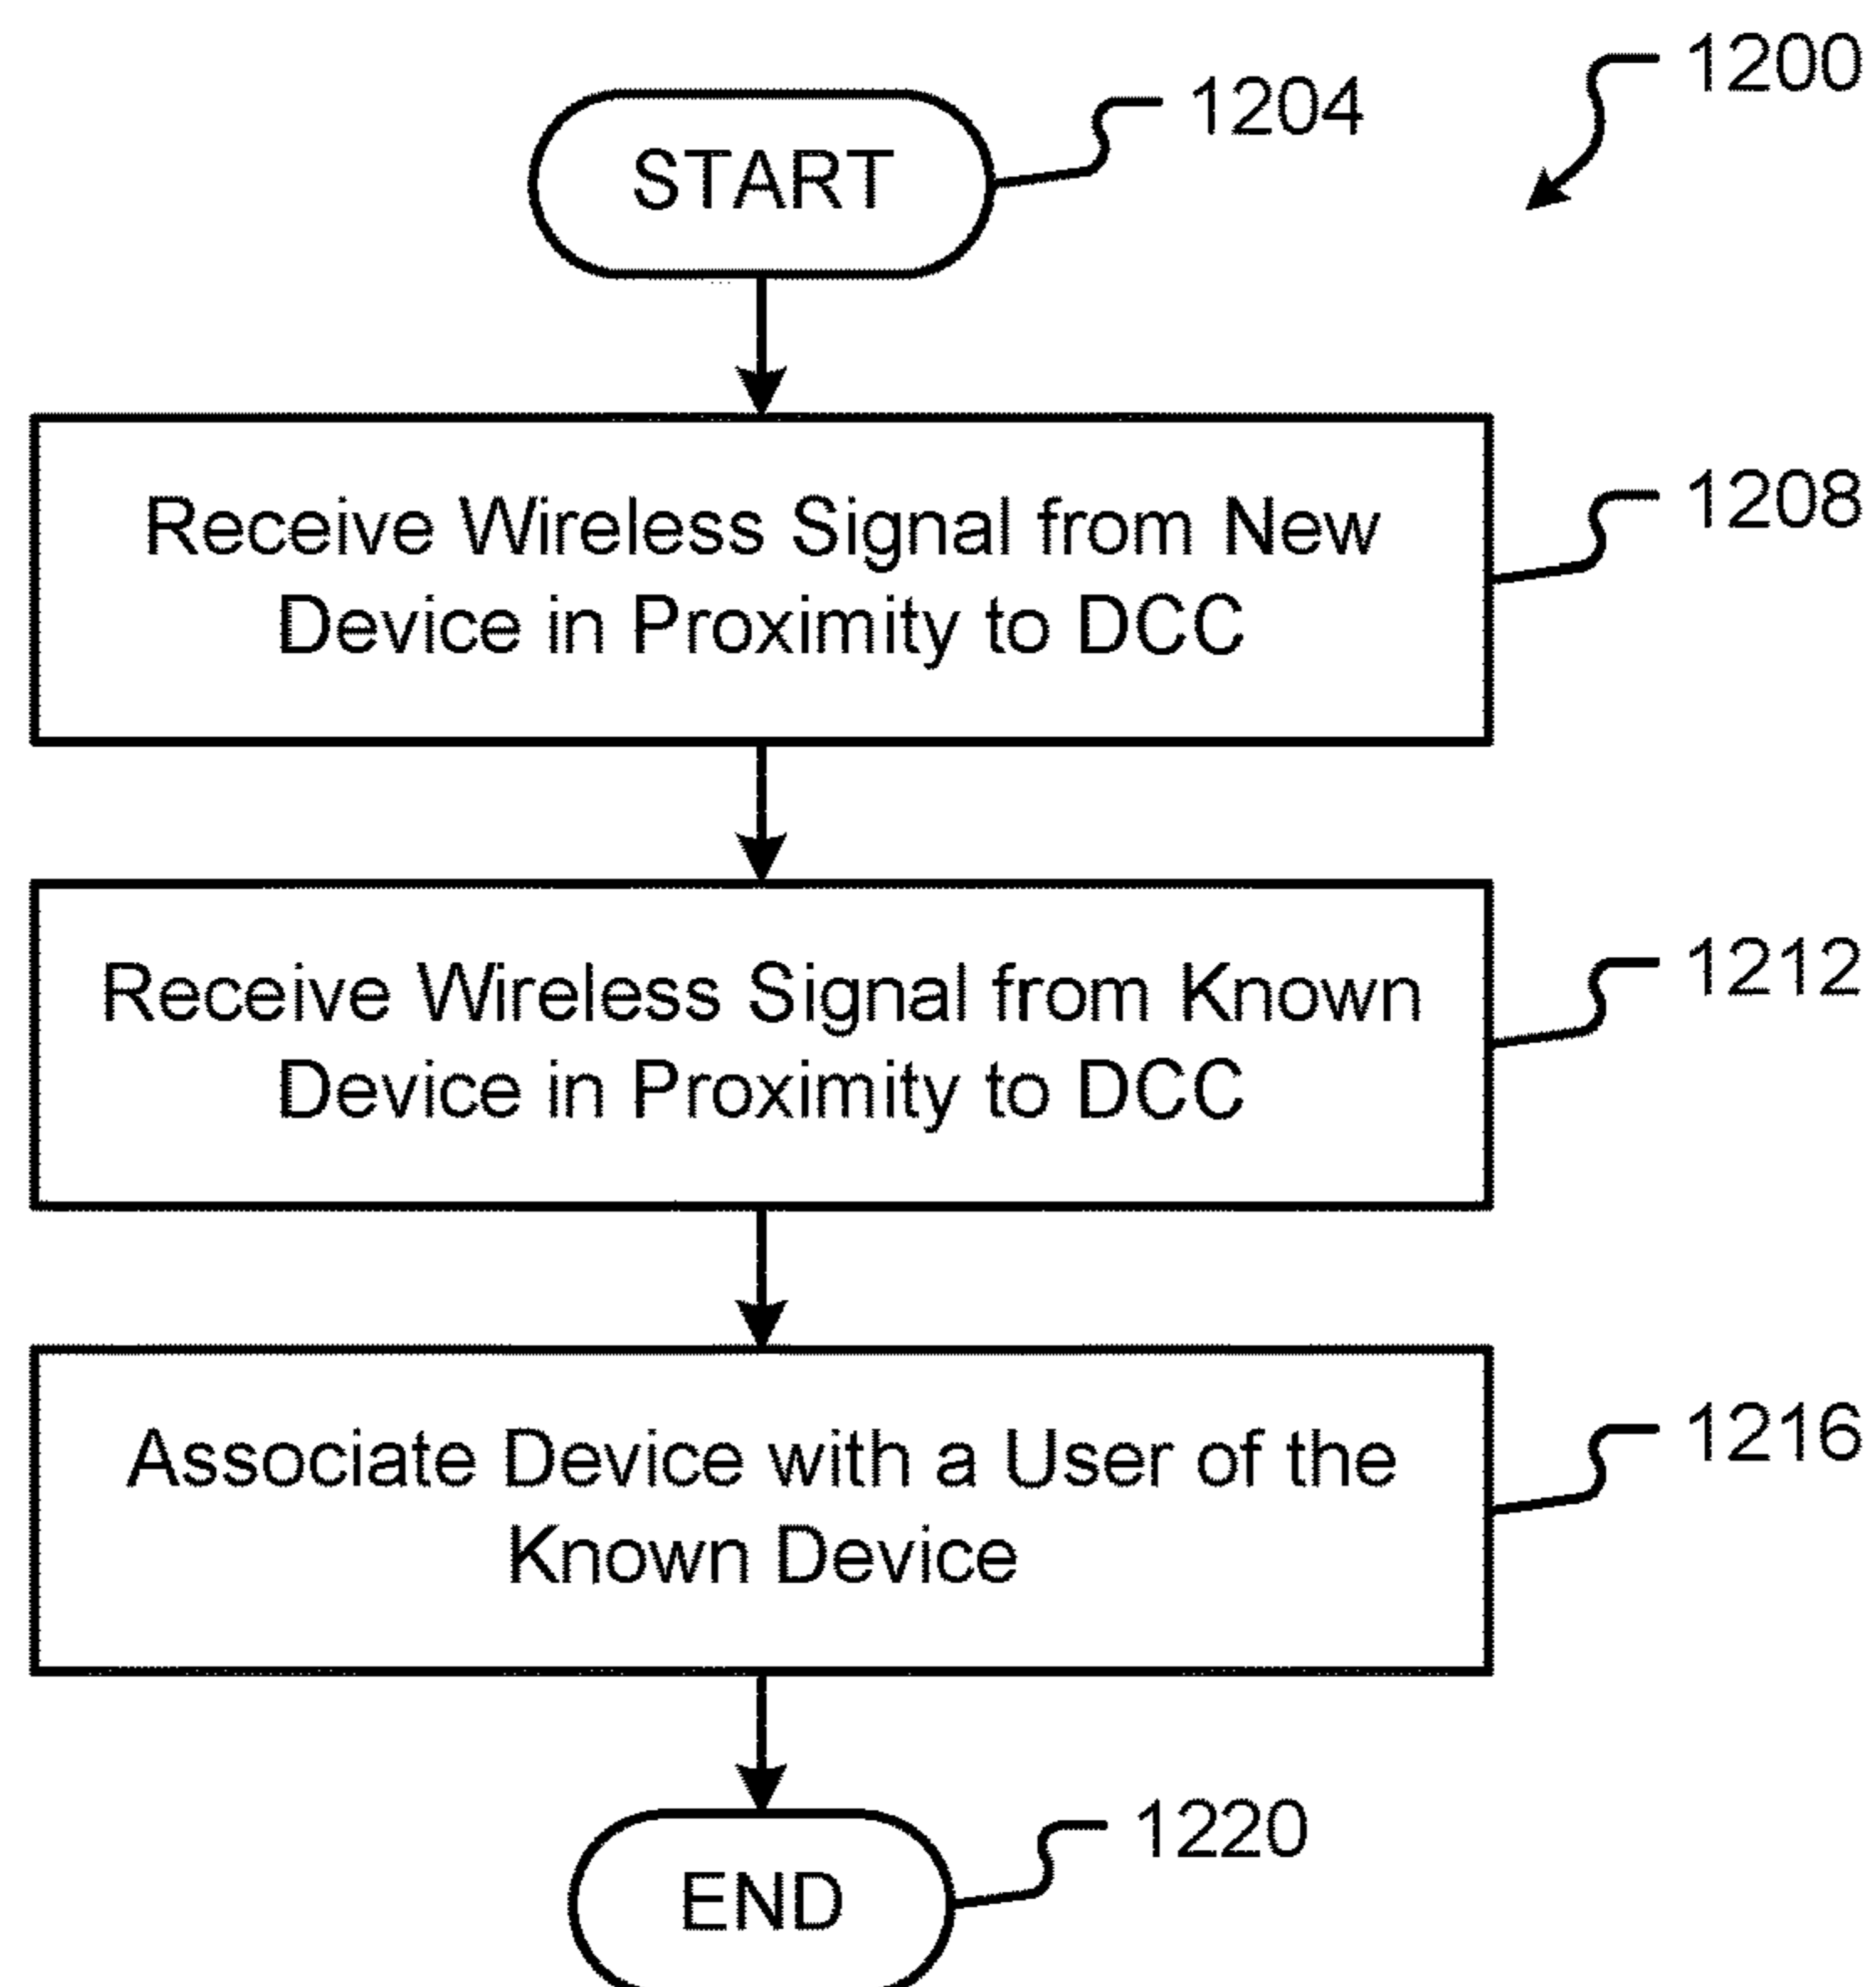 1200
1204
START
Receive Wireless Signal from New
Device in Proximity to DCC
1208
Receive Wireless Signal from Known
Device in Proximity to DCC
1212
Associate Device with a User of the
Known Device
1216
END
1220